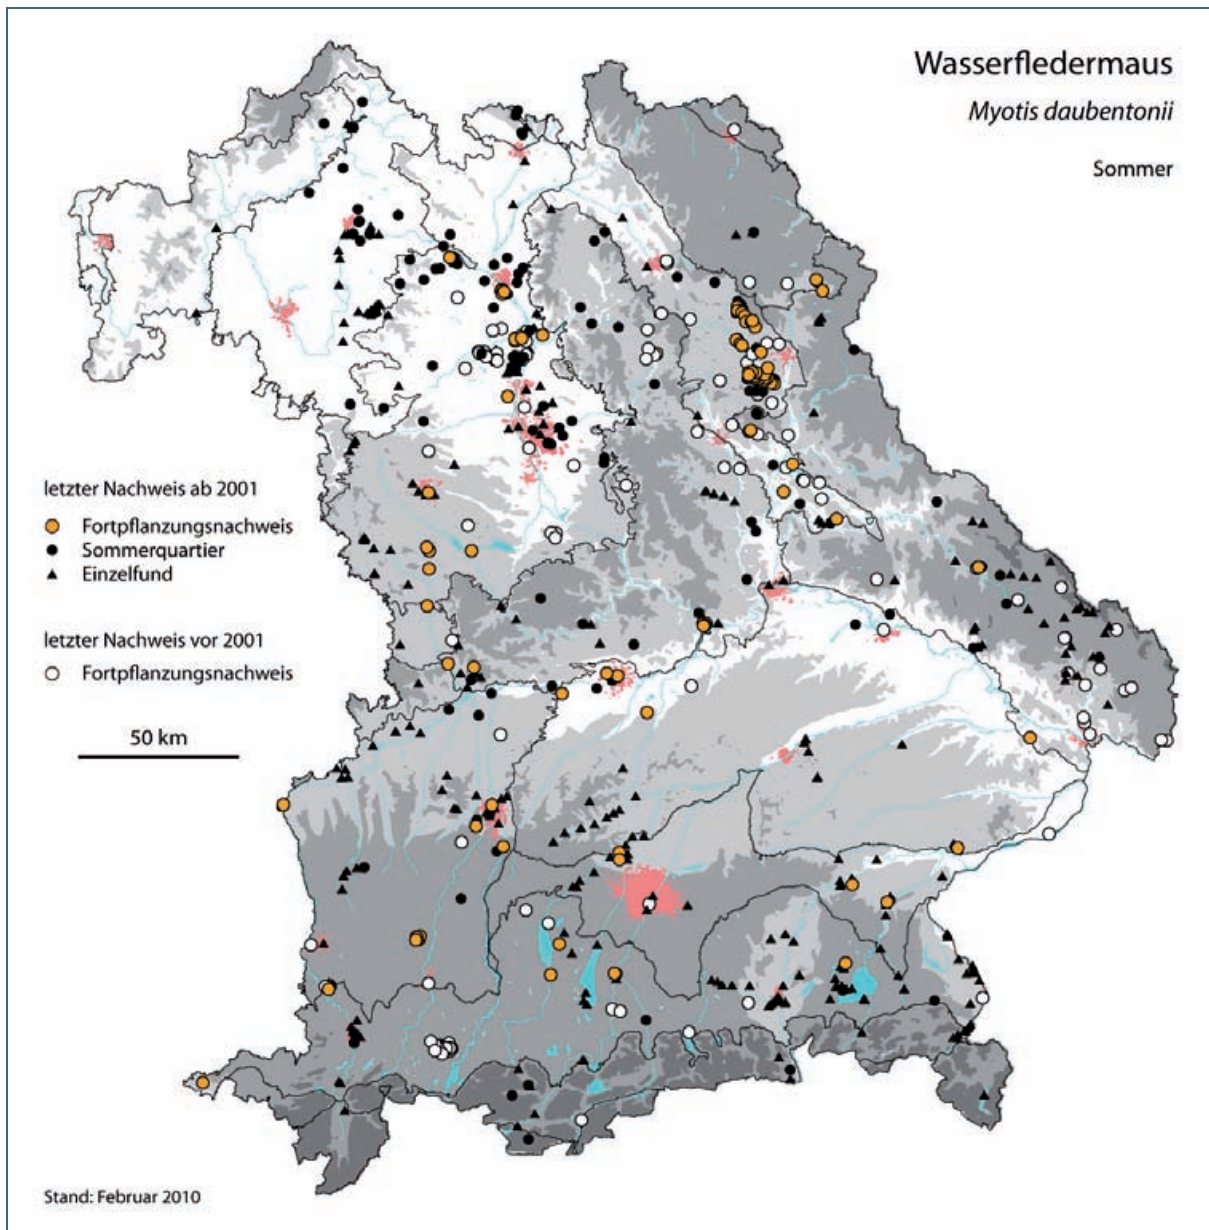 Wasserfledermaus
Myotis daubentonii
Sommer
letzter Nachweis ab 2001
Fortpflanzungsnachweis
Sommerquartier
Einzelfund
letzter Nachweis vor 2001
Fortpflanzungsnachweis
50 km
Stand: Februar 2010